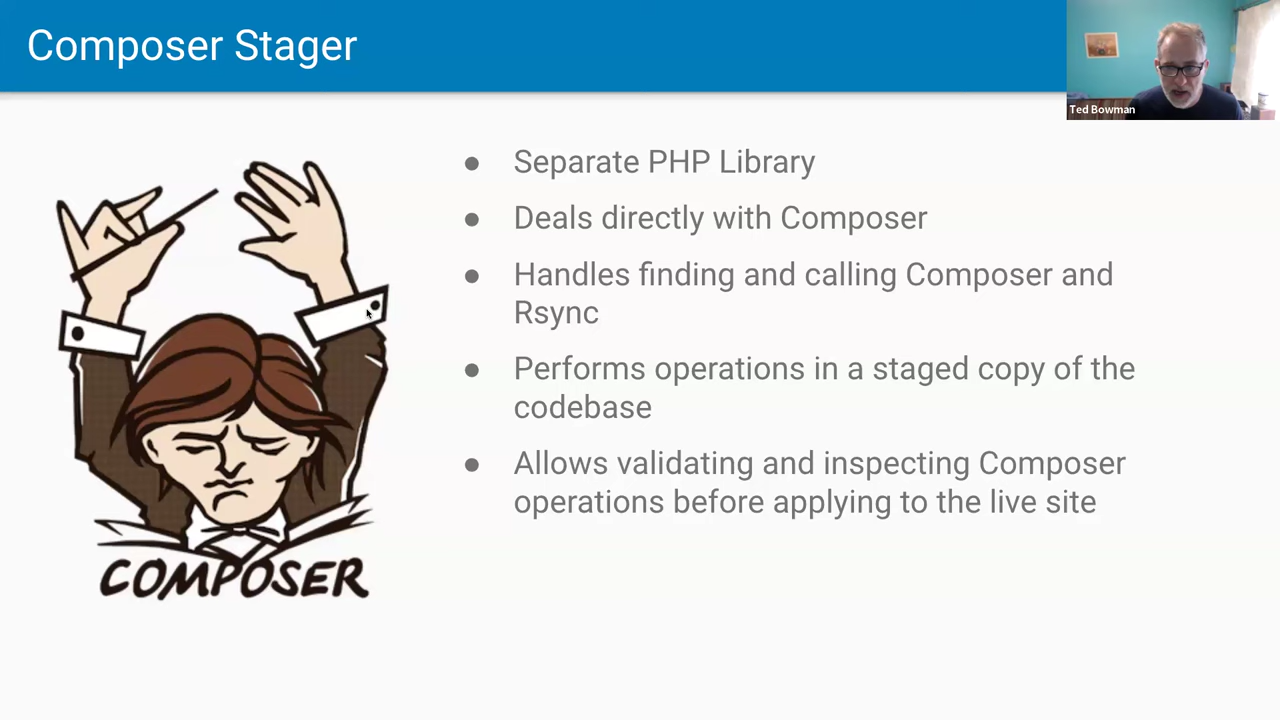 Composer Stager
Ted Bowman
● Separate PHP Library
● Deals directly with Composer
● Handles finding and calling Composer and
Rsync
● Performs operations in a staged copy of the
codebase
● Allows validating and inspecting Composer
operations before applying to the live site
COMPOSER